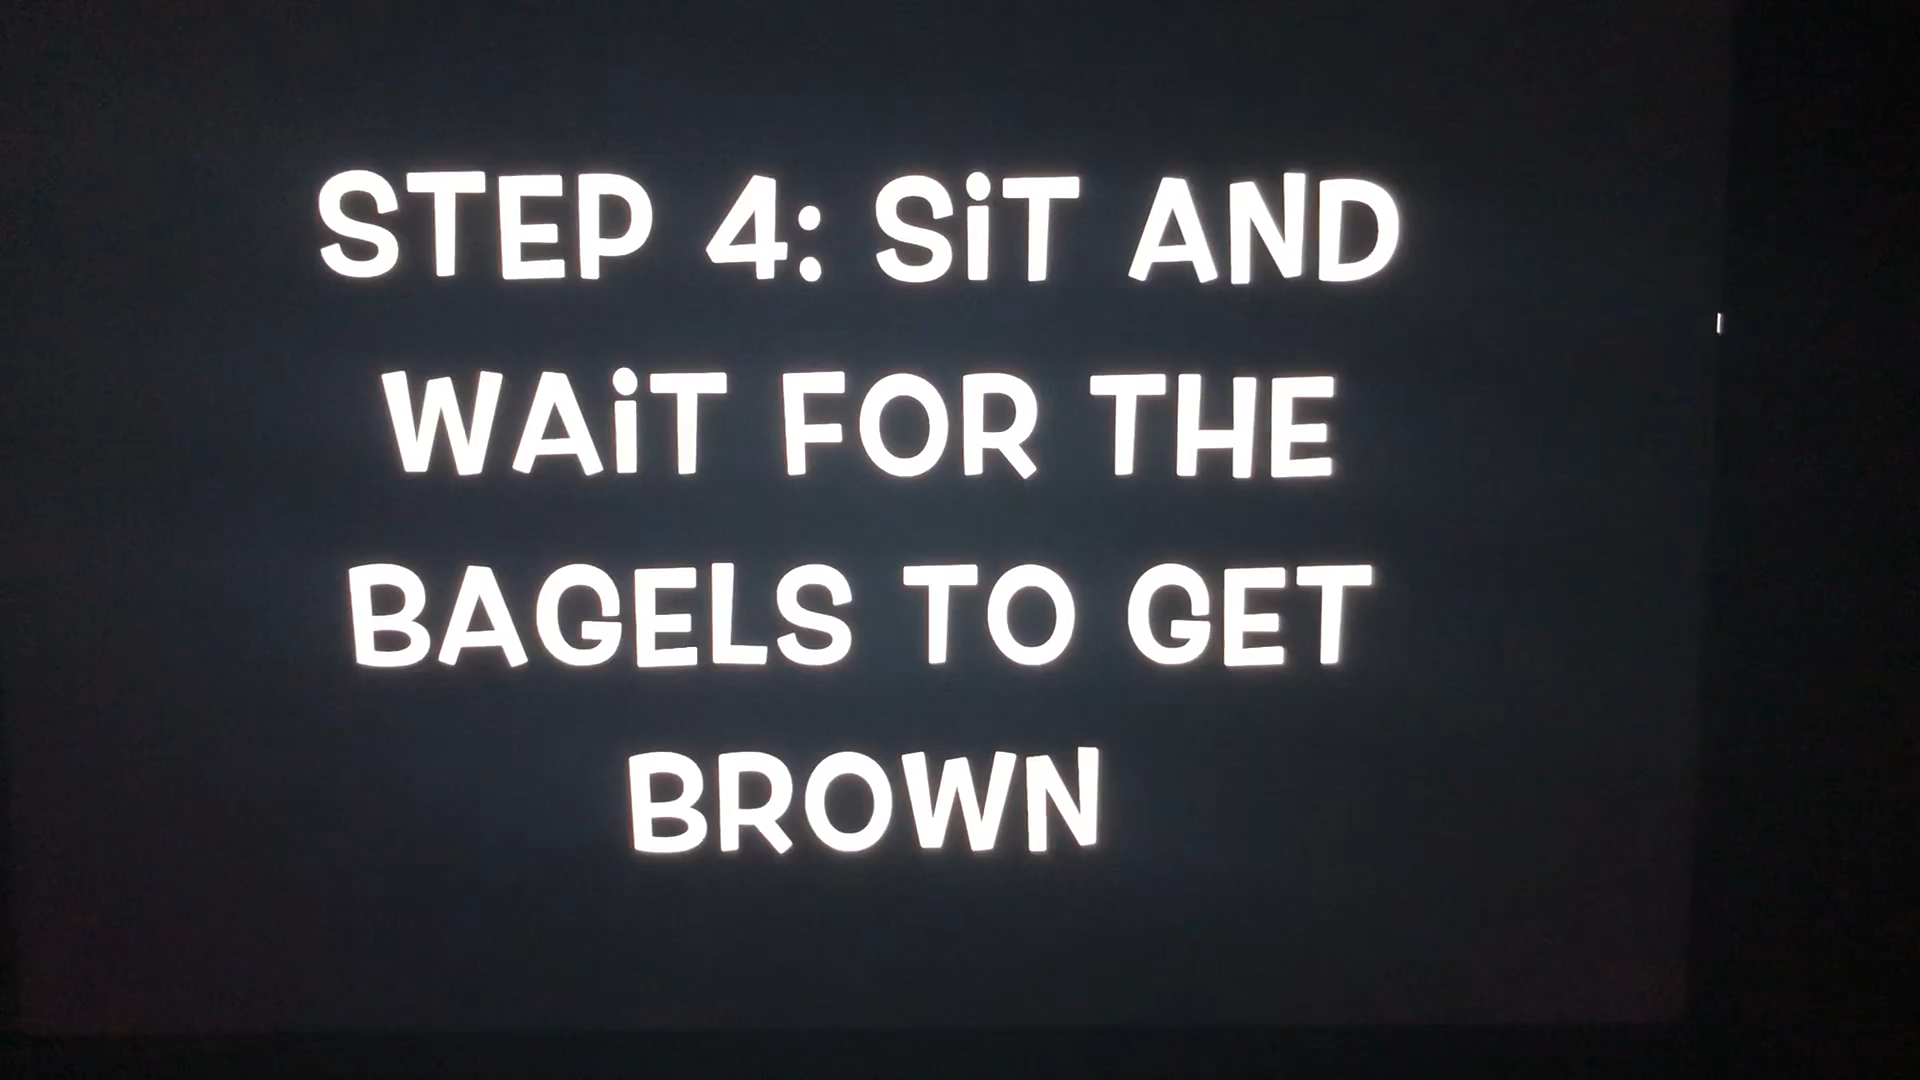 STEP 4: SiT AND
WAiT FOR THE
BAGELS TO GET
BROWN